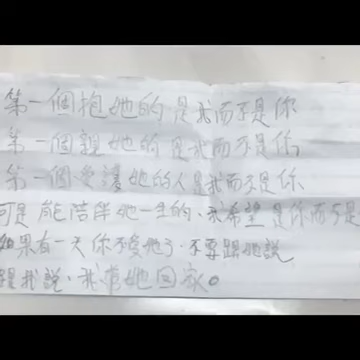 第一個抱她的是我而不是你
第一個親她的是我而不是你
第一個愛護她的人是我而不是你
可是能陪伴她一生的、我希望是你而不是
如果有一天你不愛她了、不要跟她說
跟我說、我帶她回家。